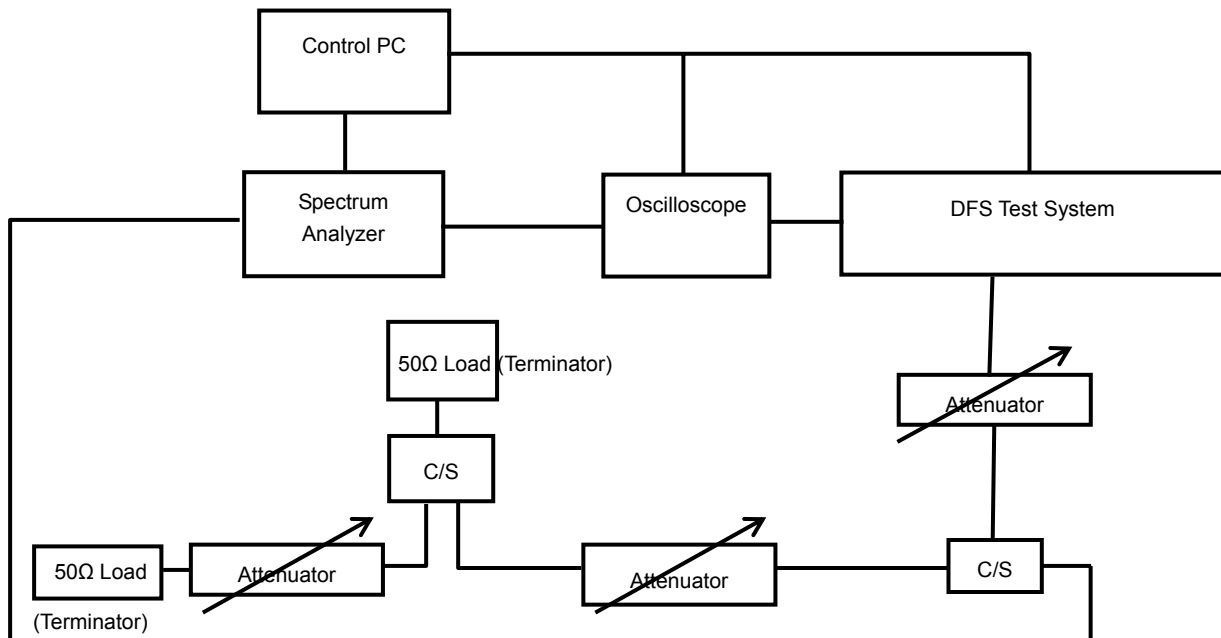 Control PC
Spectrum
Analyzer
Oscilloscope
DFS Test System
50Ω Load (Terminator)
Attenuator
C/S
50Ω Load
(Terminator)
Attenuator
Attenuator
C/S